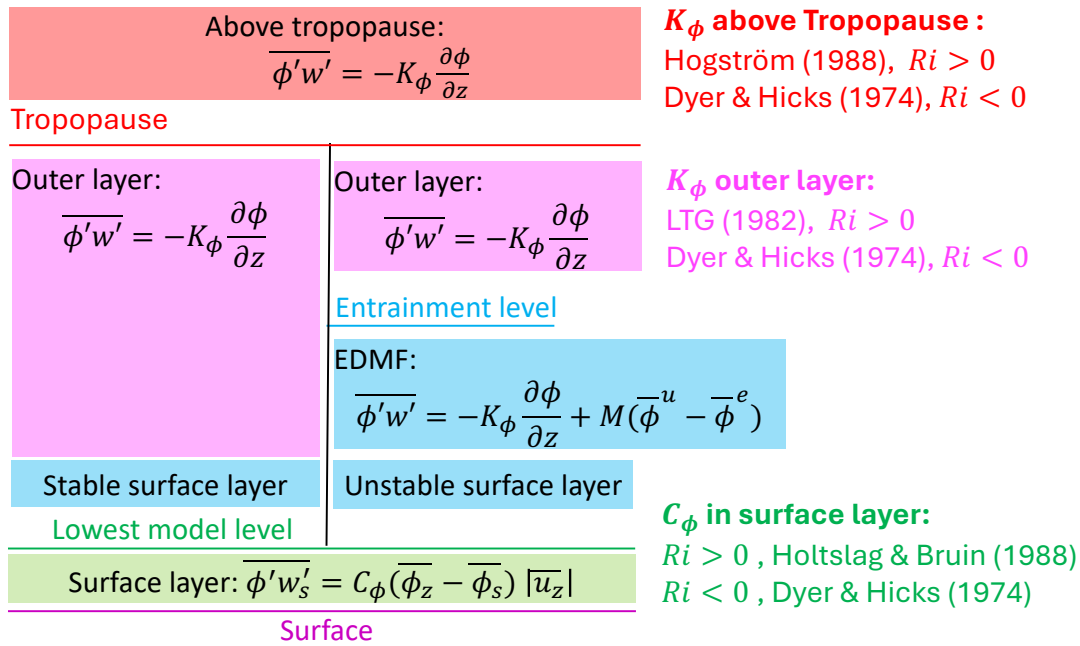 Above tropopause:
$\overline{\phi'w'} = -K_\phi \frac{\partial \phi}{\partial z}$
$K_\phi$ above Tropopause :
Hogström (1988), $Ri > 0$
Dyer & Hicks (1974), $Ri < 0$
Tropopause
Outer layer:
$\overline{\phi'w'} = -K_\phi \frac{\partial \phi}{\partial z}$
Outer layer:
$\overline{\phi'w'} = -K_\phi \frac{\partial \phi}{\partial z}$
$K_\phi$ outer layer:
LTG (1982), $Ri > 0$
Dyer & Hicks (1974), $Ri < 0$
Entrainment level
EDMF:
$\overline{\phi'w'} = -K_\phi \frac{\partial \phi}{\partial z} + M(\overline{\phi}^u - \overline{\phi}^e)$
Stable surface layer
Unstable surface layer
Lowest model level
$C_\phi$ in surface layer:
$Ri > 0$ , Holtslag & Bruin (1988)
$Ri < 0$ , Dyer & Hicks (1974)
Surface layer: $\overline{\phi'w'_s} = C_\phi(\overline{\phi_z} - \overline{\phi_s}) \, |\overline{u_z}|$
Surface